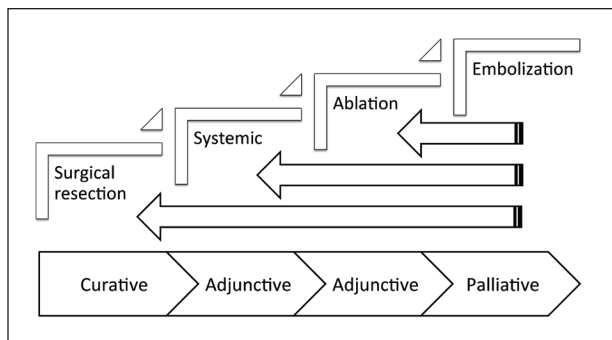 Embolization
Ablation
Systemic
Surgical
resection
Curative
Adjunctive
Adjunctive
Palliative